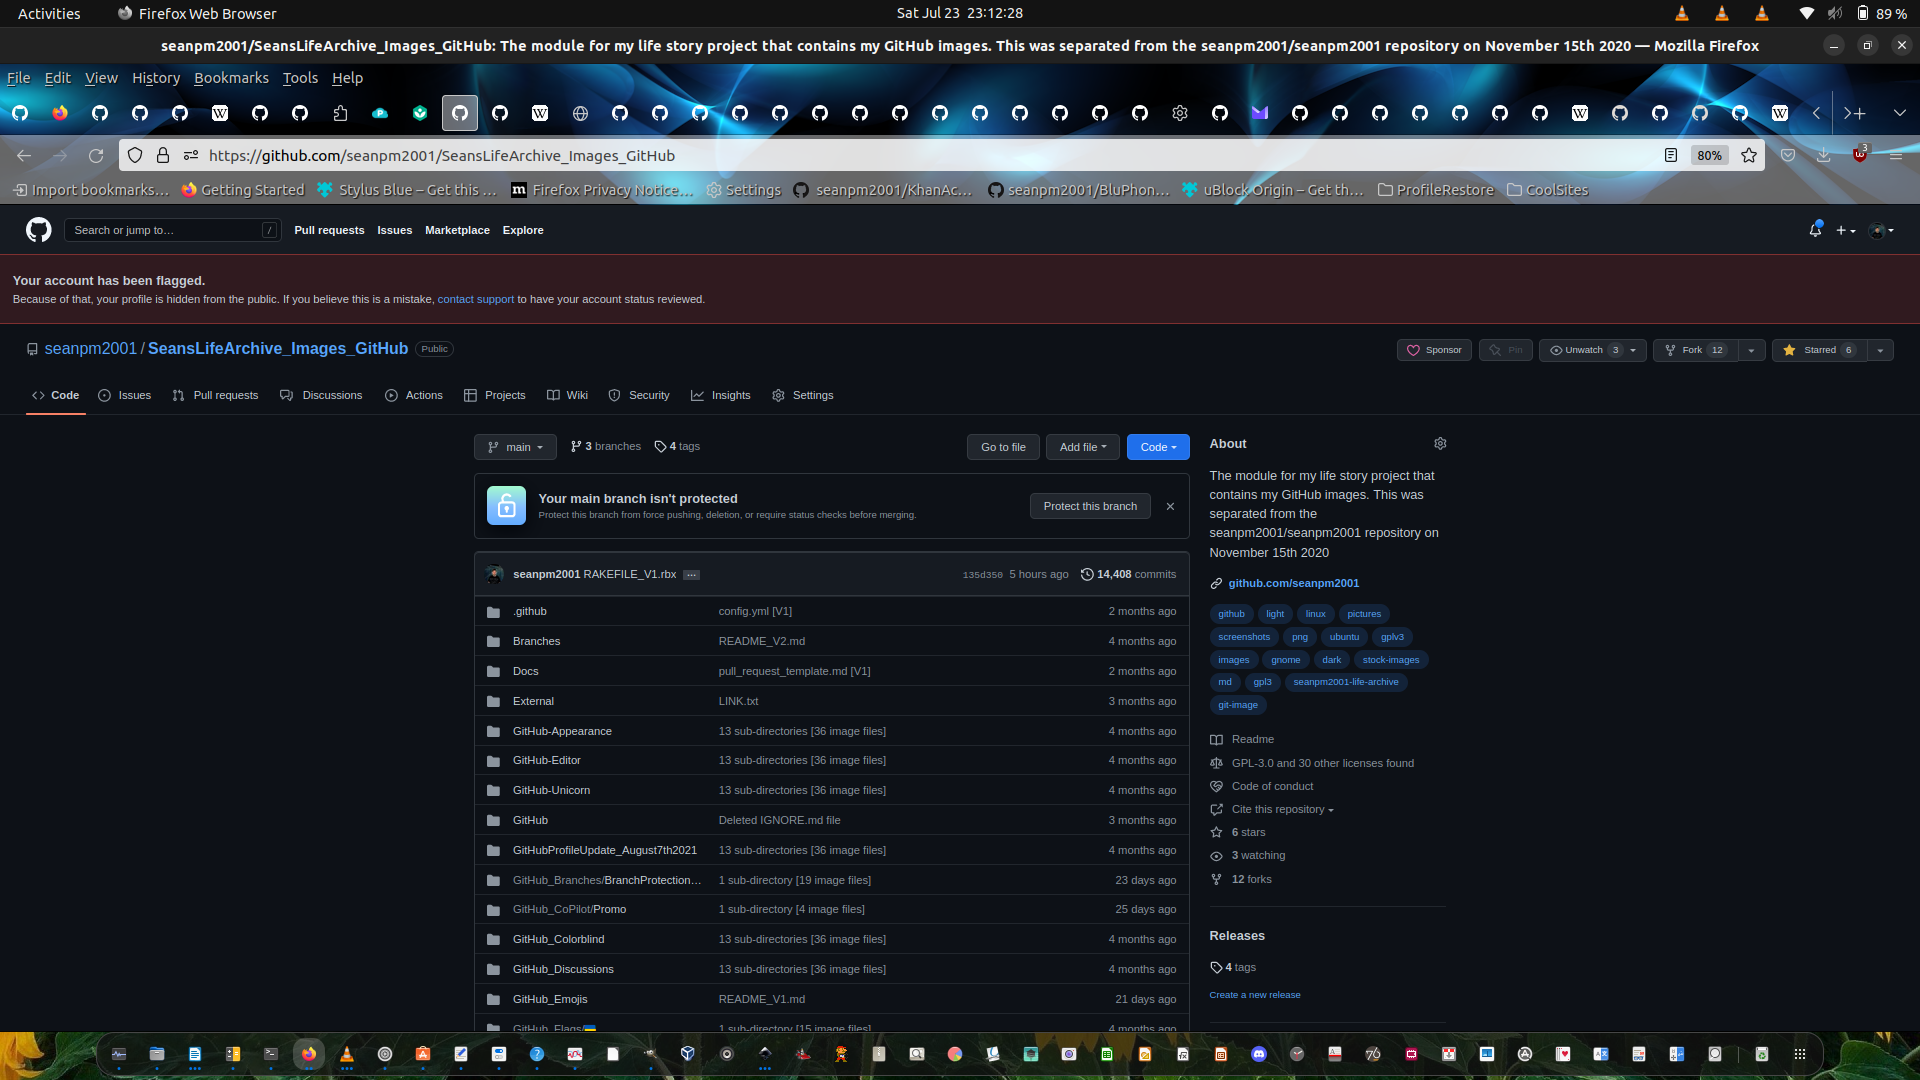 Activities
Firefox Web Browser
Sat Jul 23 23:12:28
89 %
seanpm2001/SeansLifeArchive_Images_GitHub: The module for my life story project that contains my GitHub images. This was separated from the seanpm2001/seanpm2001 repository on November 15th 2020 — Mozilla Firefox
File Edit View History Bookmarks Tools Help
https://github.com/seanpm2001/SeansLifeArchive_Images_GitHub
80%
3
Import bookmarks…
Getting Started
Stylus Blue – Get this …
Firefox Privacy Notice…
Settings
seanpm2001/KhanAc…
seanpm2001/BluPhon…
uBlock Origin – Get th…
ProfileRestore
CoolSites
Search or jump to…
/
Pull requests Issues Marketplace Explore
Your account has been flagged.
Because of that, your profile is hidden from the public. If you believe this is a mistake, contact support to have your account status reviewed.
seanpm2001 / SeansLifeArchive_Images_GitHub Public
Sponsor
Pin
Unwatch 3
Fork 12
Starred 6
Code
Issues
Pull requests
Discussions
Actions
Projects
Wiki
Security
Insights
Settings
main
3 branches
4 tags
Go to file
Add file
Code
Your main branch isn't protected
Protect this branch from force pushing, deletion, or require status checks before merging.
Protect this branch
seanpm2001 RAKEFILE_V1.rbx …
135d350 5 hours ago
14,408 commits
.github config.yml [V1] 2 months ago
Branches README_V2.md 4 months ago
Docs pull_request_template.md [V1] 2 months ago
External LINK.txt 3 months ago
GitHub-Appearance 13 sub-directories [36 image files] 4 months ago
GitHub-Editor 13 sub-directories [36 image files] 4 months ago
GitHub-Unicorn 13 sub-directories [36 image files] 4 months ago
GitHub Deleted IGNORE.md file 3 months ago
GitHubProfileUpdate_August7th2021 13 sub-directories [36 image files] 4 months ago
GitHub_Branches/BranchProtection… 1 sub-directory [19 image files] 23 days ago
GitHub_CoPilot/Promo 1 sub-directory [4 image files] 25 days ago
GitHub_Colorblind 13 sub-directories [36 image files] 4 months ago
GitHub_Discussions 13 sub-directories [36 image files] 4 months ago
GitHub_Emojis README_V1.md 21 days ago
GitHub_Flags/🇺🇦 1 sub-directory [15 image files] 4 months ago
About
The module for my life story project that
contains my GitHub images. This was
separated from the
seanpm2001/seanpm2001 repository on
November 15th 2020
github.com/seanpm2001
github light linux pictures
screenshots png ubuntu gplv3
images gnome dark stock-images
md gpl3 seanpm2001-life-archive
git-image
Readme
GPL-3.0 and 30 other licenses found
Code of conduct
Cite this repository
6 stars
3 watching
12 forks
Releases
4 tags
Create a new release